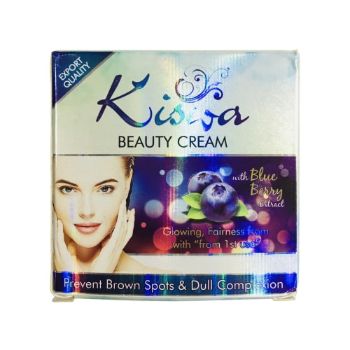 EXPORT
QUALITY
Kiswa
BEAUTY CREAM
with Blue
Berry
extract
Glowing, Fairness from
with "from 1st use"
Prevent Brown Spots & Dull Complexion